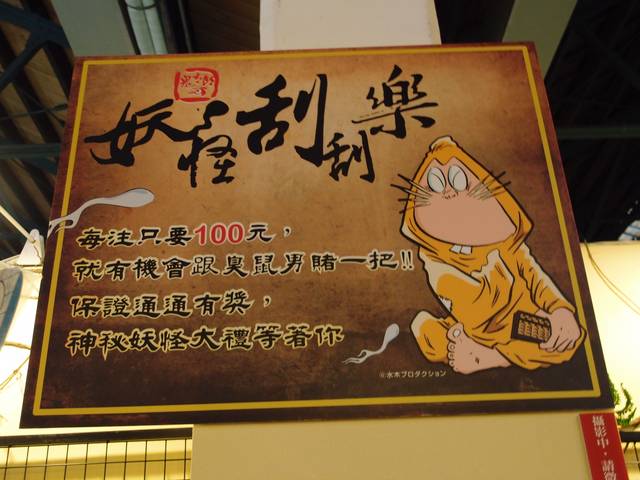 妖怪刮刮樂
每注只要100元，
就有機會跟臭鼠男賭一把!!
保證通通有獎，
神秘妖怪大禮等著你
©水木プロダクション
攝影中，請微